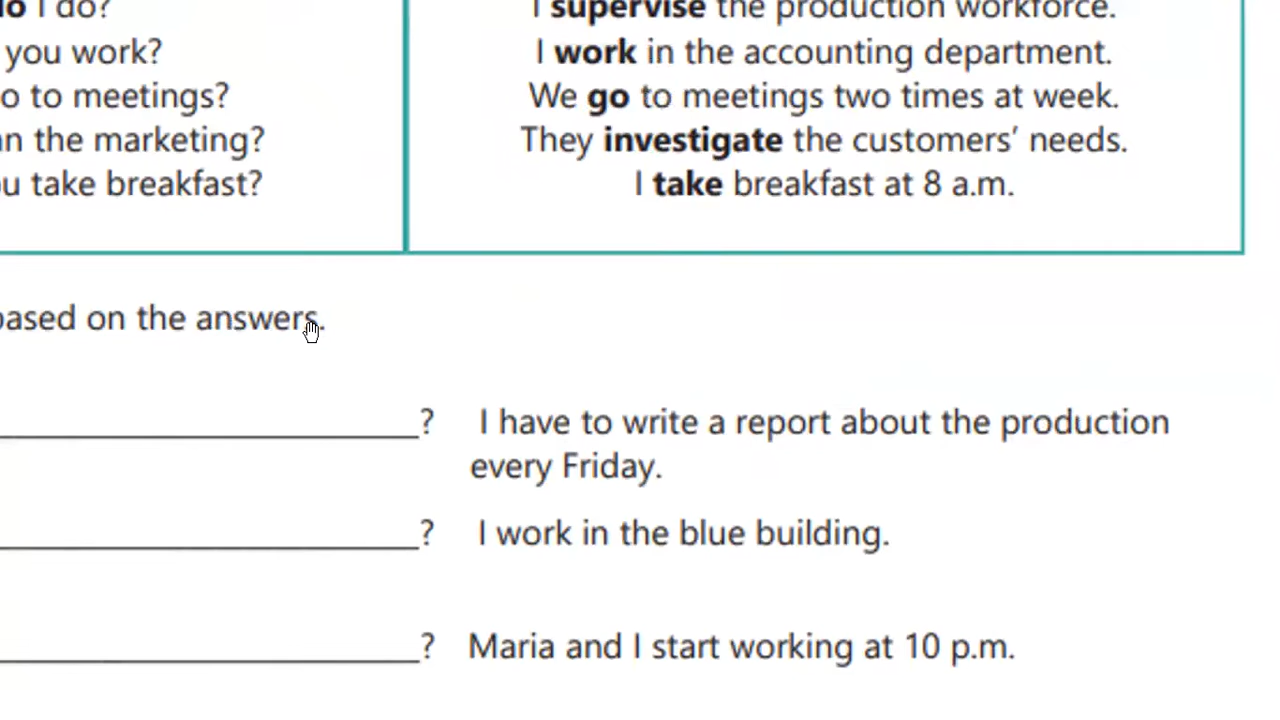 I do?
I supervise the production workforce.
you work?
I work in the accounting department.
to meetings?
We go to meetings two times at week.
the marketing?
They investigate the customers’ needs.
take breakfast?
I take breakfast at 8 a.m.
based on the answers.
? I have to write a report about the production
every Friday.
? I work in the blue building.
? Maria and I start working at 10 p.m.